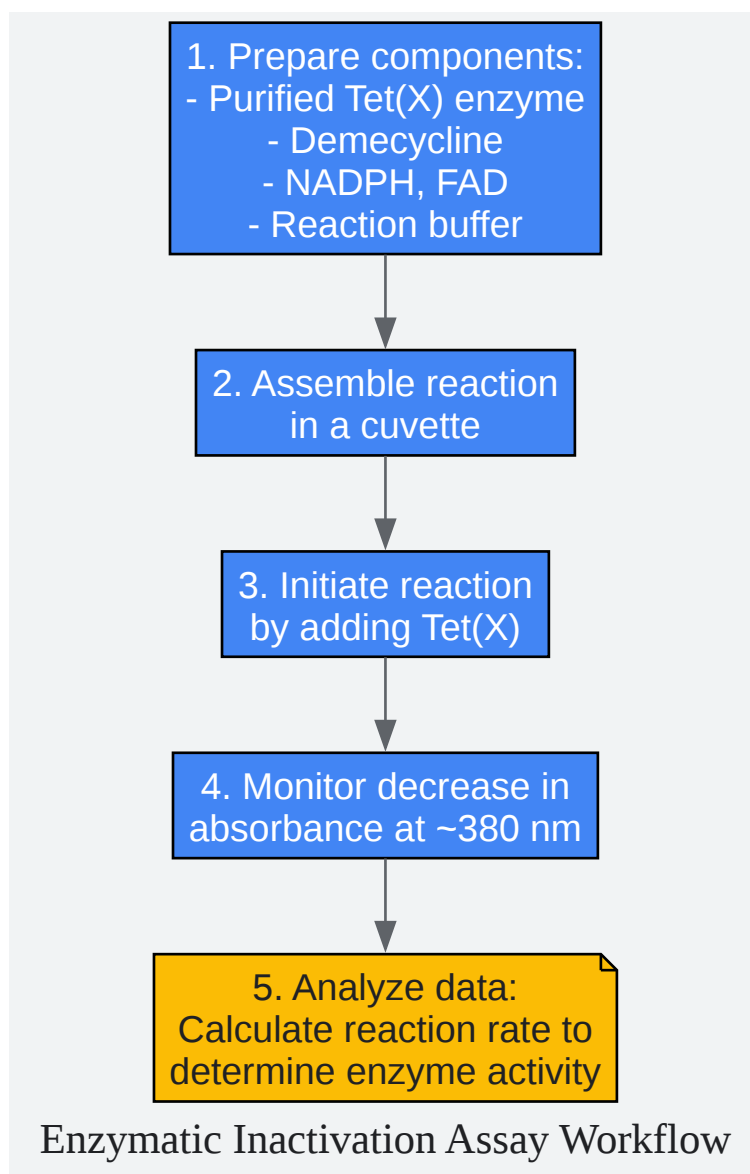 1. Prepare components:
- Purified Tet(X) enzyme
- Demecycline
- NADPH, FAD
- Reaction buffer
2. Assemble reaction
in a cuvette
3. Initiate reaction
by adding Tet(X)
4. Monitor decrease in
absorbance at ~380 nm
5. Analyze data:
Calculate reaction rate to
determine enzyme activity
Enzymatic Inactivation Assay Workflow